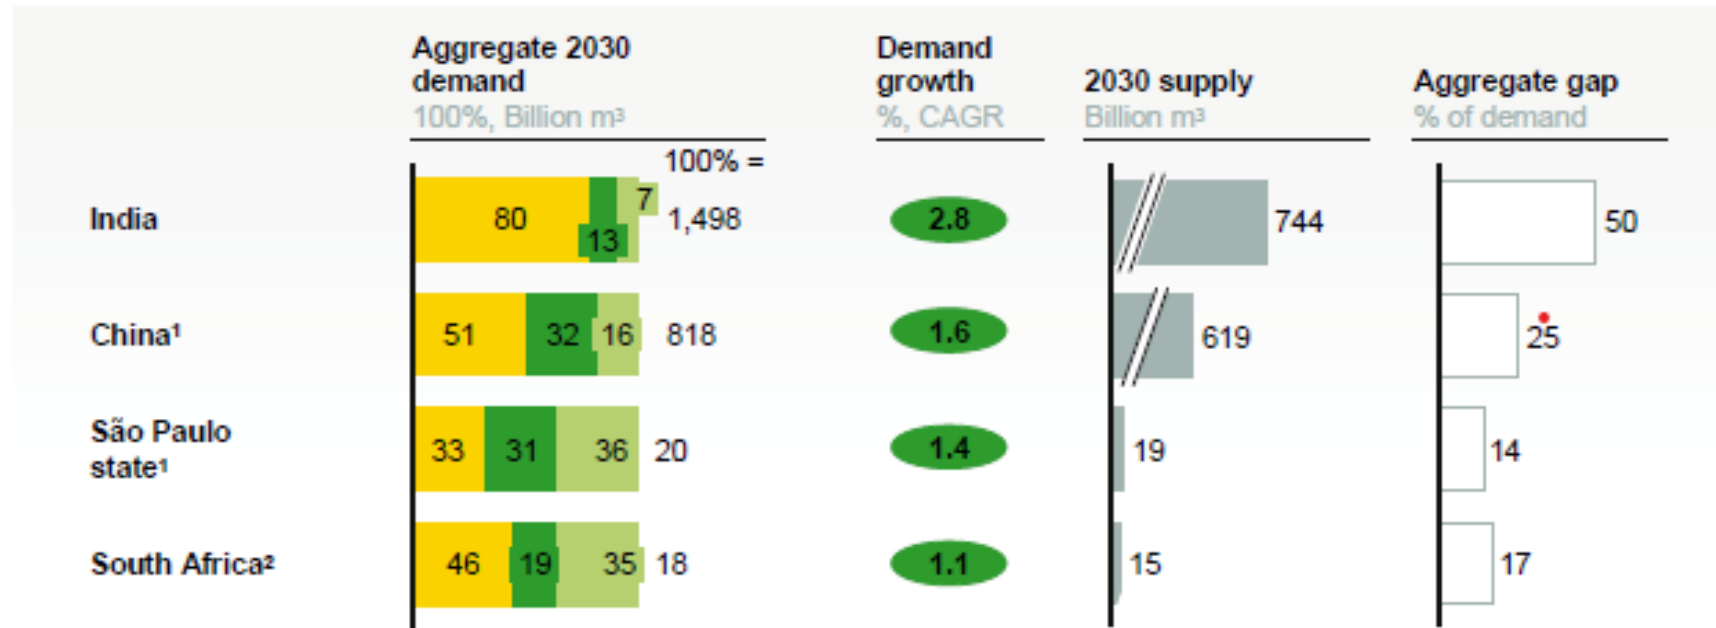 Aggregate 2030
demand
100%, Billion m³
Demand
growth
%, CAGR
2030 supply
Billion m³
Aggregate gap
% of demand
100% =
India
80
13
7
1,498
2.8
744
50
China¹
51
32
16
818
1.6
619
25
São Paulo
state¹
33
31
36
20
1.4
19
14
South Africa²
46
19
35
18
1.1
15
17